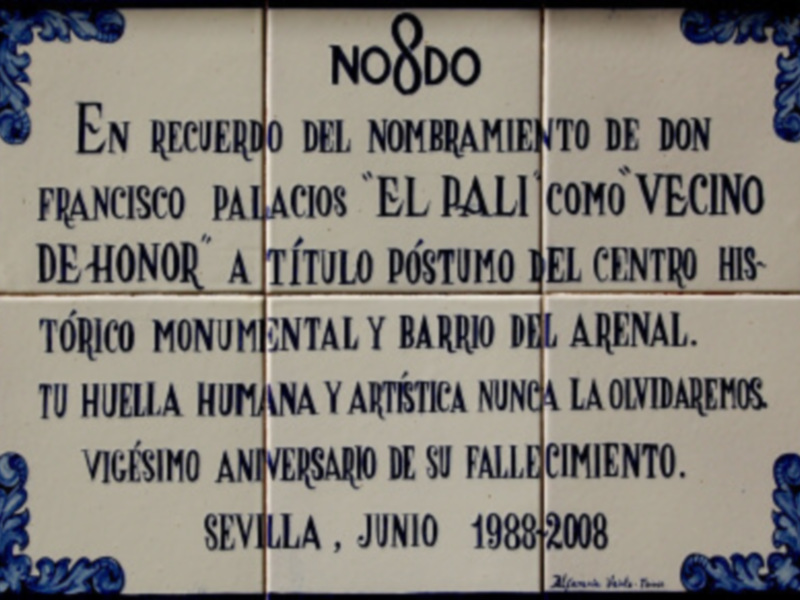 NO8DO
EN RECUERDO DEL NOMBRAMIENTO DE DON
FRANCISCO PALACIOS "EL PALI" COMO "VECINO
DE HONOR" A TÍTULO PÓSTUMO DEL CENTRO HIS-
TÓRICO MONUMENTAL Y BARRIO DEL ARENAL.
TU HUELLA HUMANA Y ARTÍSTICA NUNCA LA OLVIDAREMOS.
VIGÉSIMO ANIVERSARIO DE SU FALLECIMIENTO.
SEVILLA, JUNIO 1988-2008